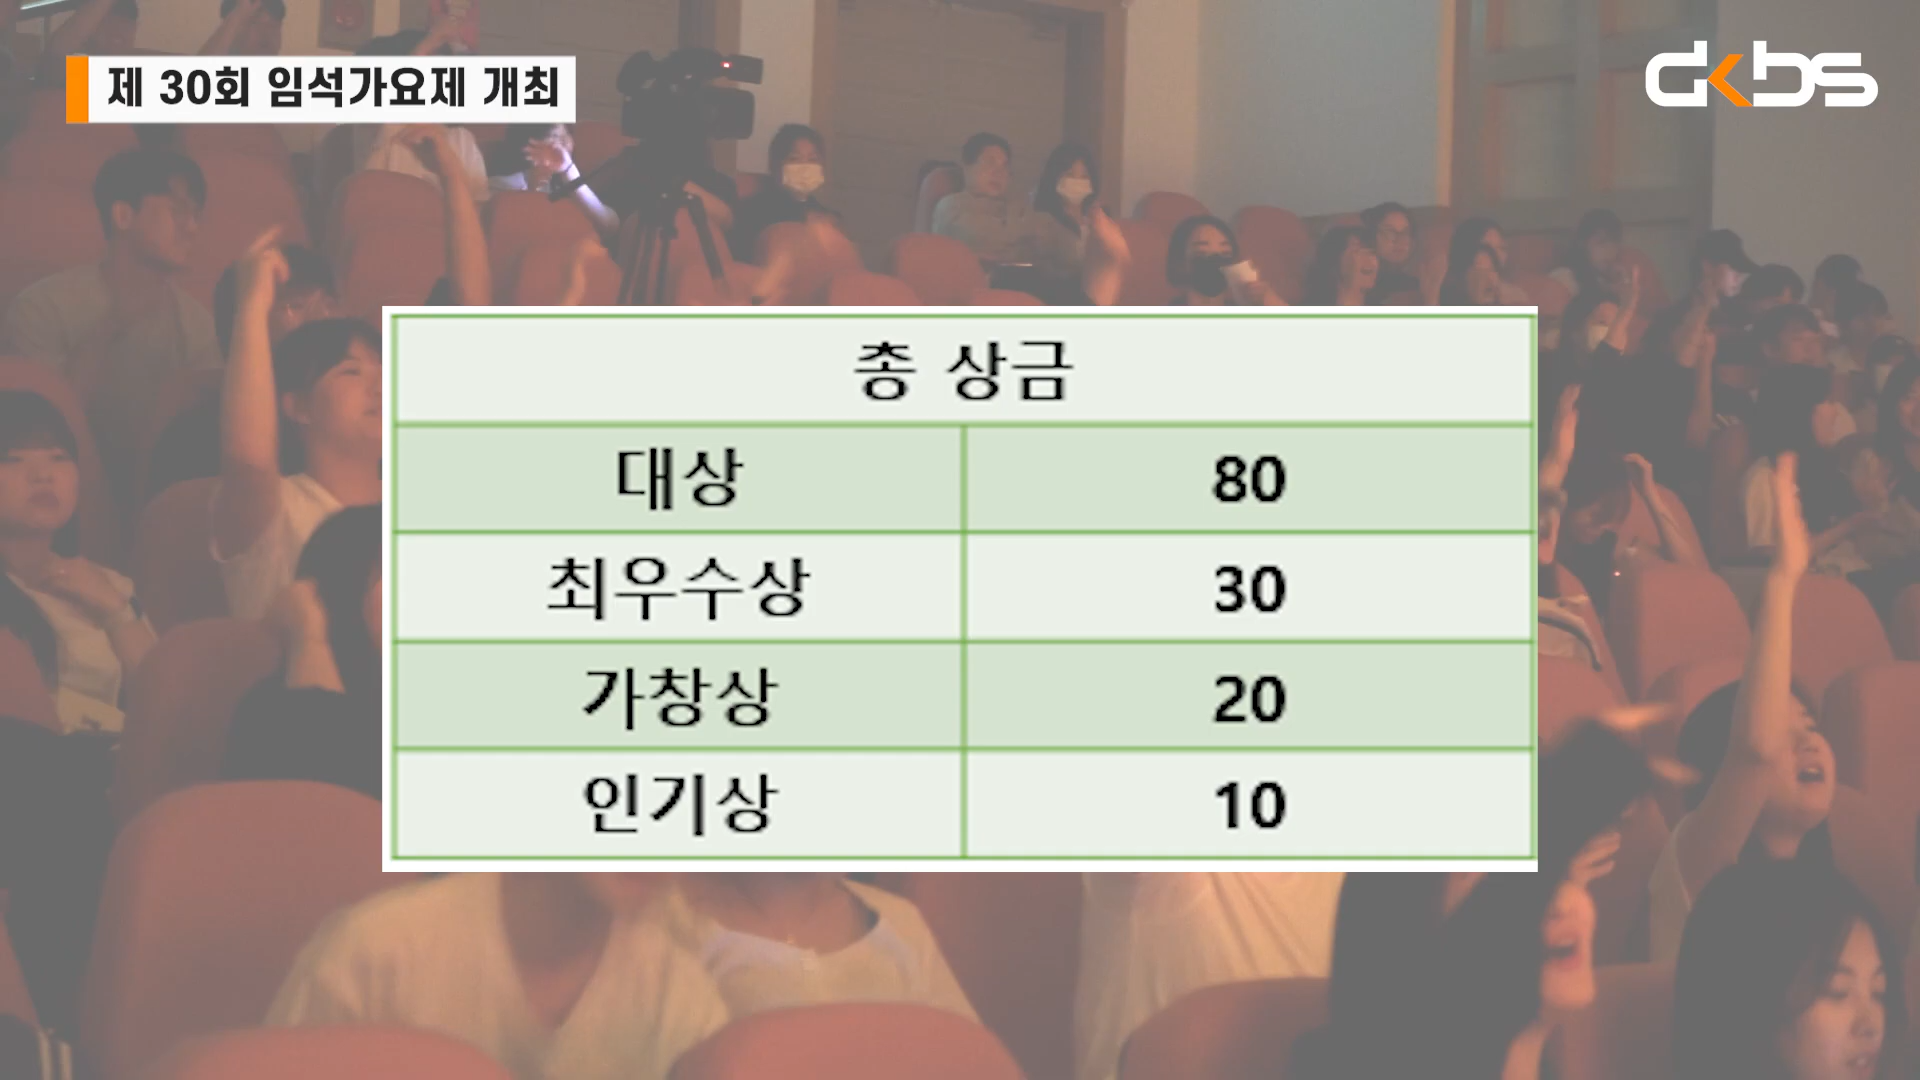 제 30회 임석가요제 개최
dkbs
총 상금
대상 80
최우수상 30
가창상 20
인기상 10